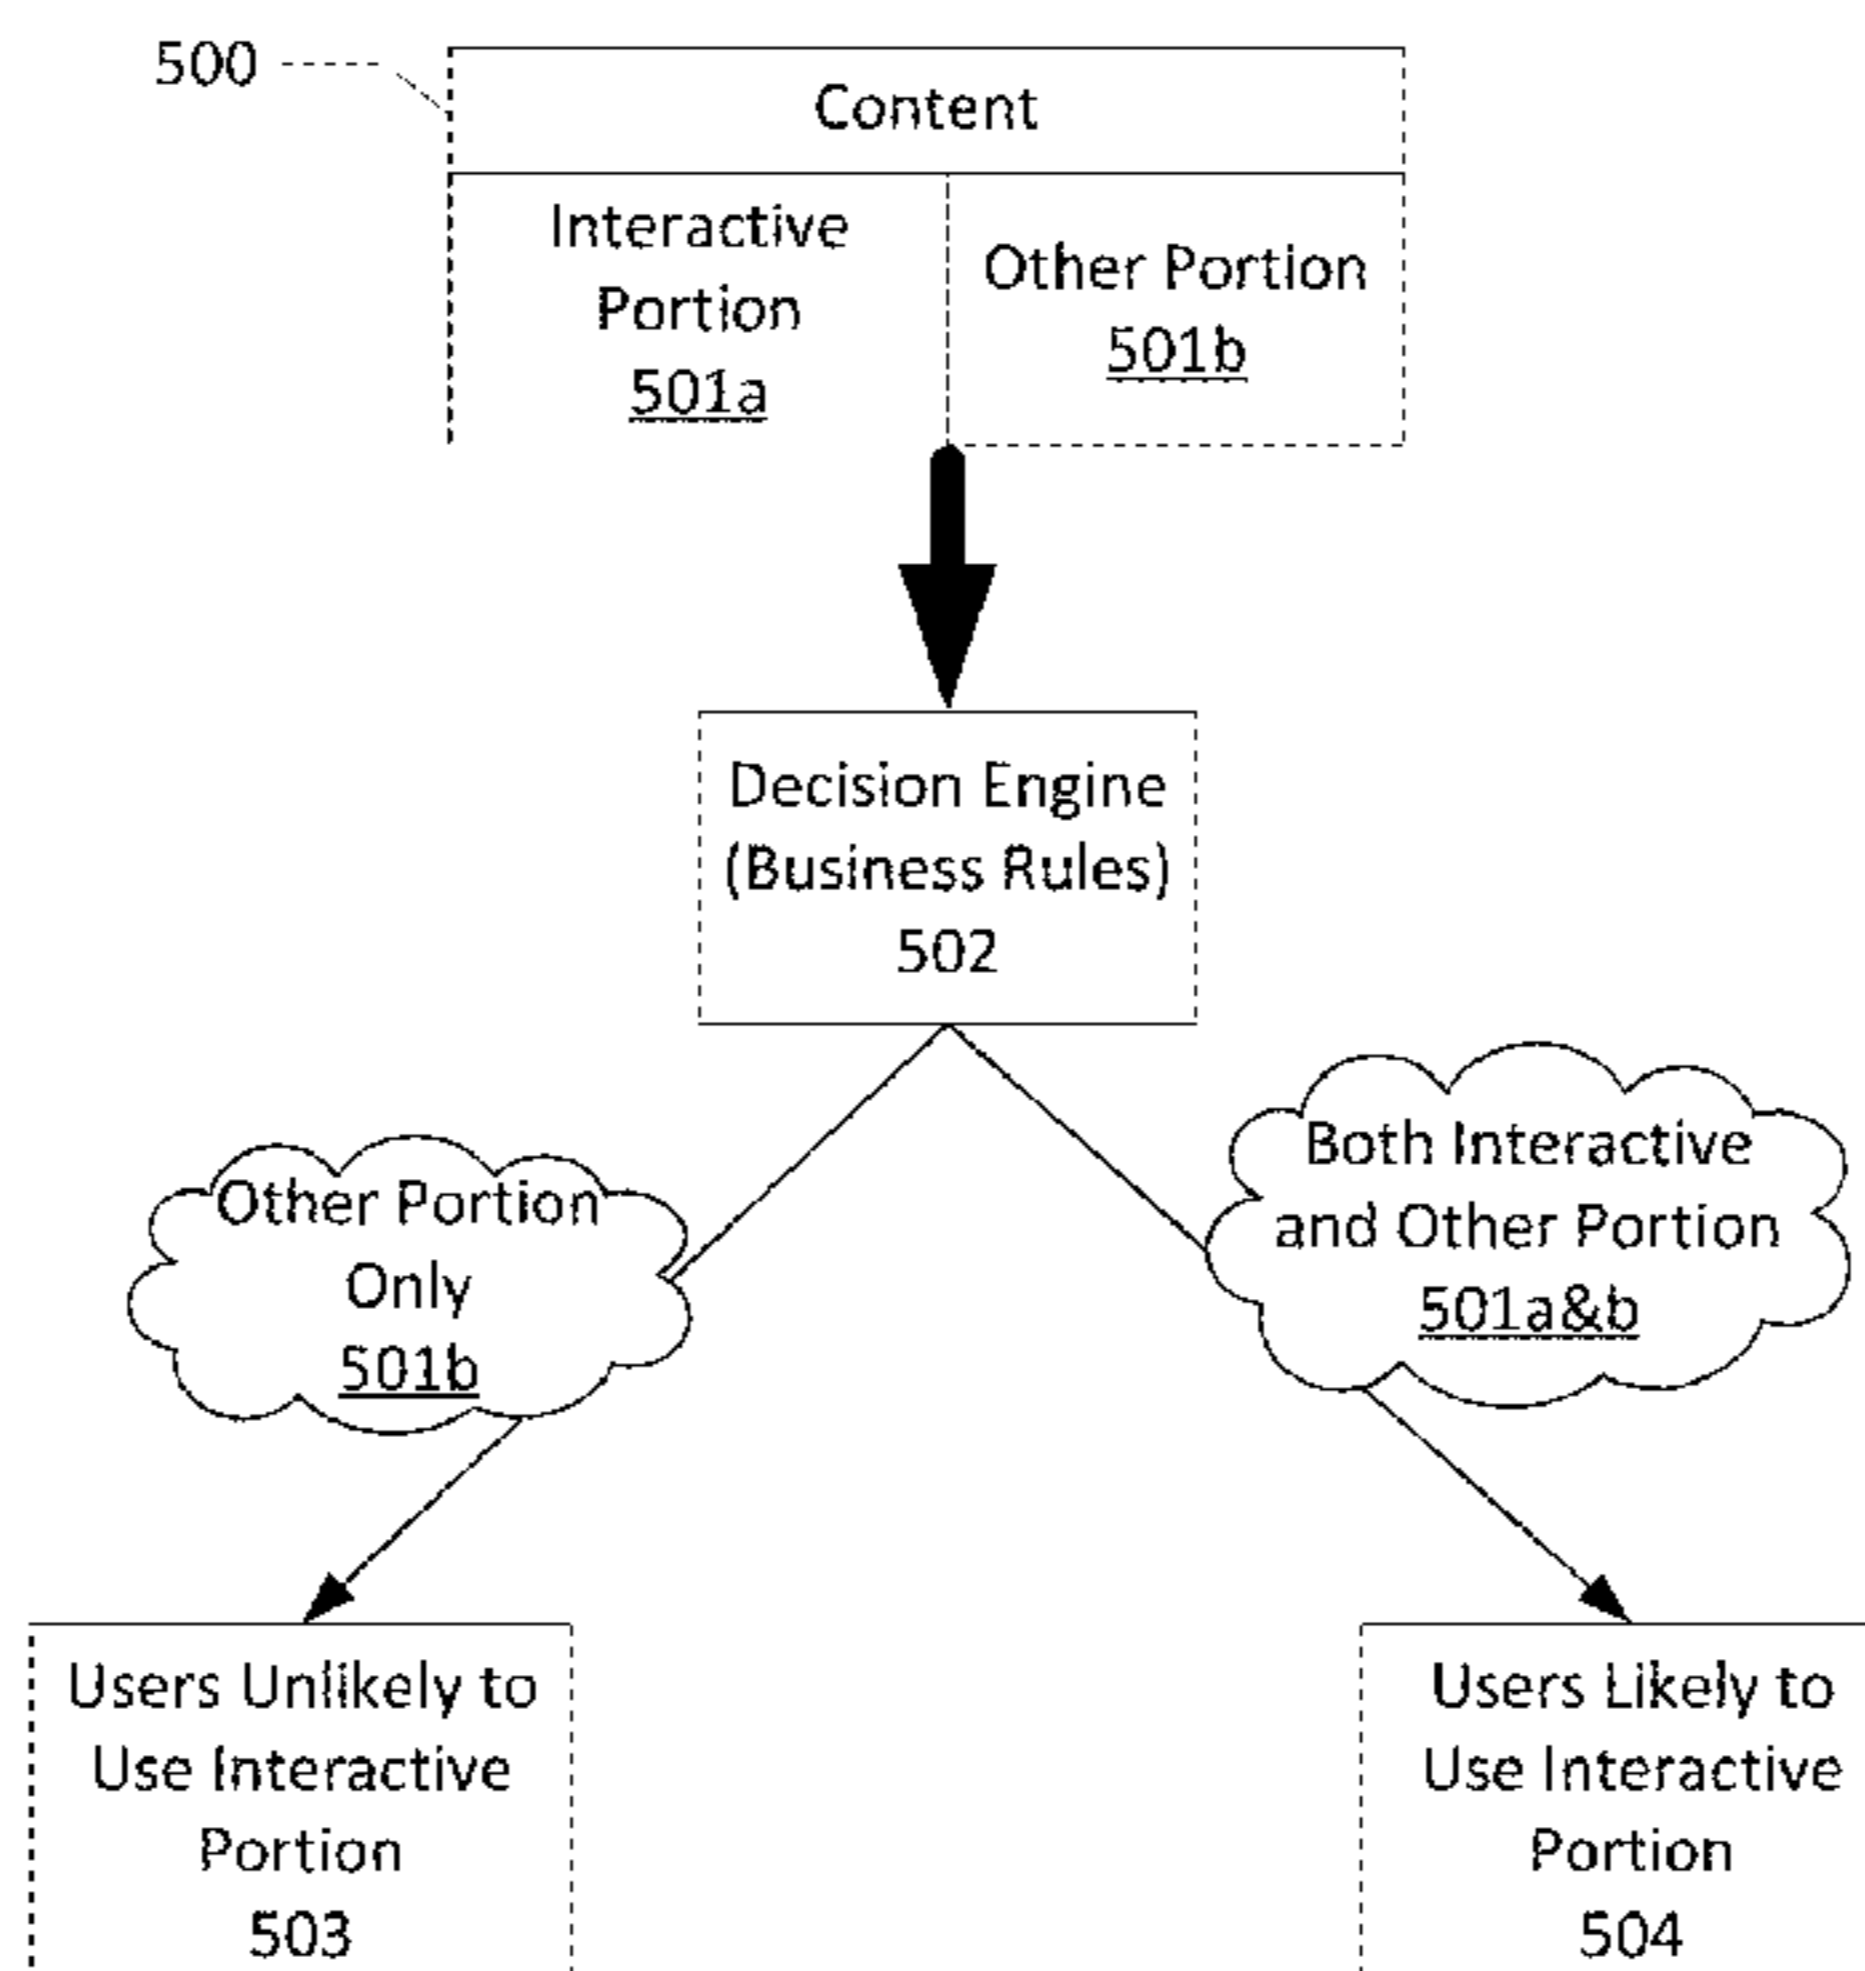 500
Content
Interactive
Portion
501a
Other Portion
501b
Decision Engine
(Business Rules)
502
Other Portion
Only
501b
Both Interactive
and Other Portion
501a&b
Users Unlikely to
Use Interactive
Portion
503
Users Likely to
Use Interactive
Portion
504